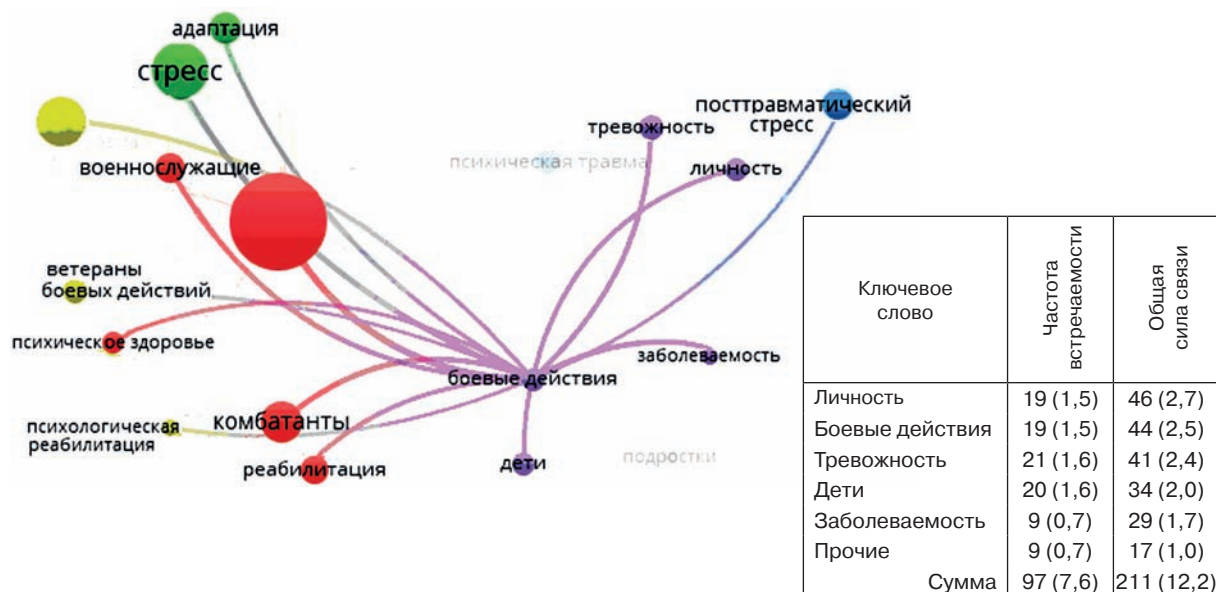 адаптация
стресс
посттравматический
стресс
тревожность
психическая травма
личность
военнослужащие
ветераны
боевых действий
психическое здоровье
заболеваемость
боевые действия
психологическая
реабилитация
комбатанты
реабилитация
дети
подростки
Ключевое
слово
Частота
встречаемости
Общая
сила связи
Личность 19 (1,5) 46 (2,7)
Боевые действия 19 (1,5) 44 (2,5)
Тревожность 21 (1,6) 41 (2,4)
Дети 20 (1,6) 34 (2,0)
Заболеваемость 9 (0,7) 29 (1,7)
Прочие 9 (0,7) 17 (1,0)
Сумма 97 (7,6) 211 (12,2)